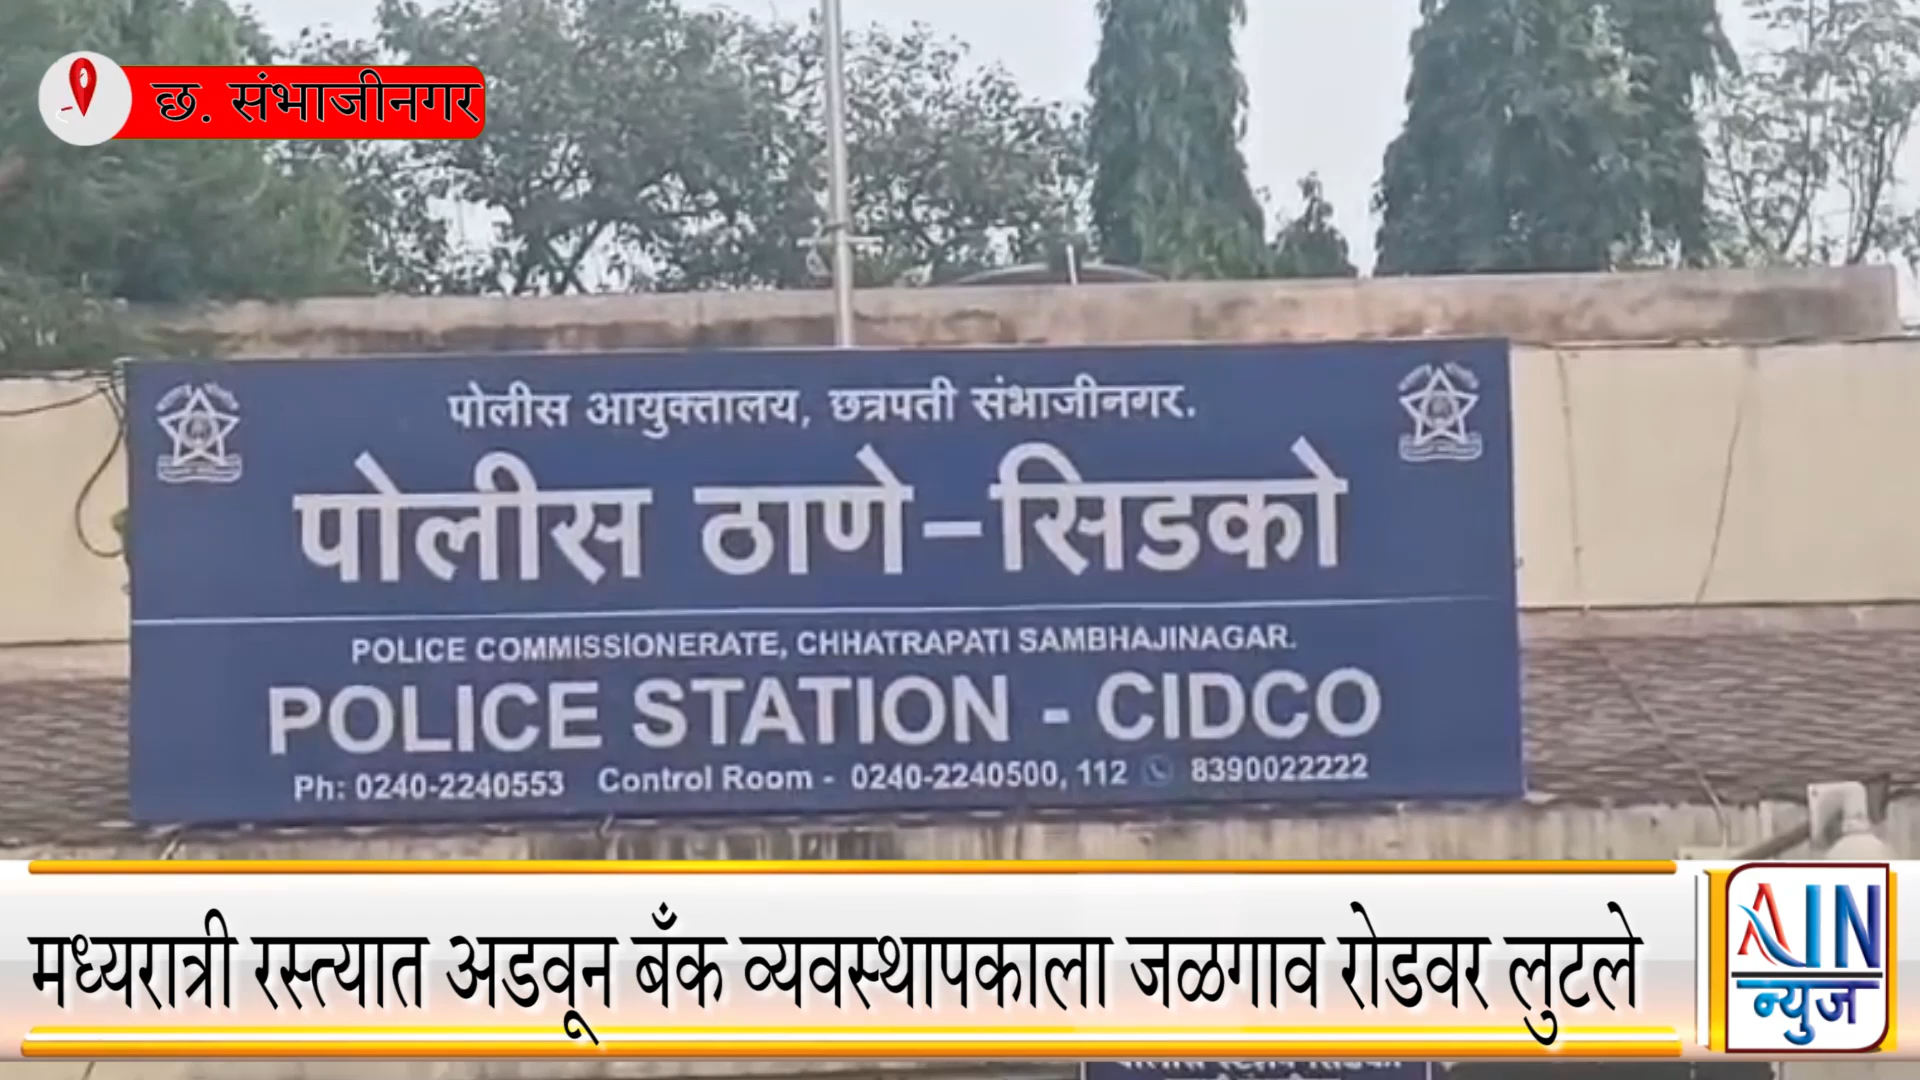 छ. संभाजीनगर
पोलीस आयुक्तालय, छत्रपती संभाजीनगर.
पोलीस ठाणे-सिडको
POLICE COMMISSIONERATE, CHHATRAPATI SAMBHAJINAGAR.
POLICE STATION - CIDCO
Ph: 0240-2240553 Control Room - 0240-2240500, 112 8390022222
मध्यरात्री रस्त्यात अडवून बँक व्यवस्थापकाला जळगाव रोडवर लुटले
AIN
न्युज